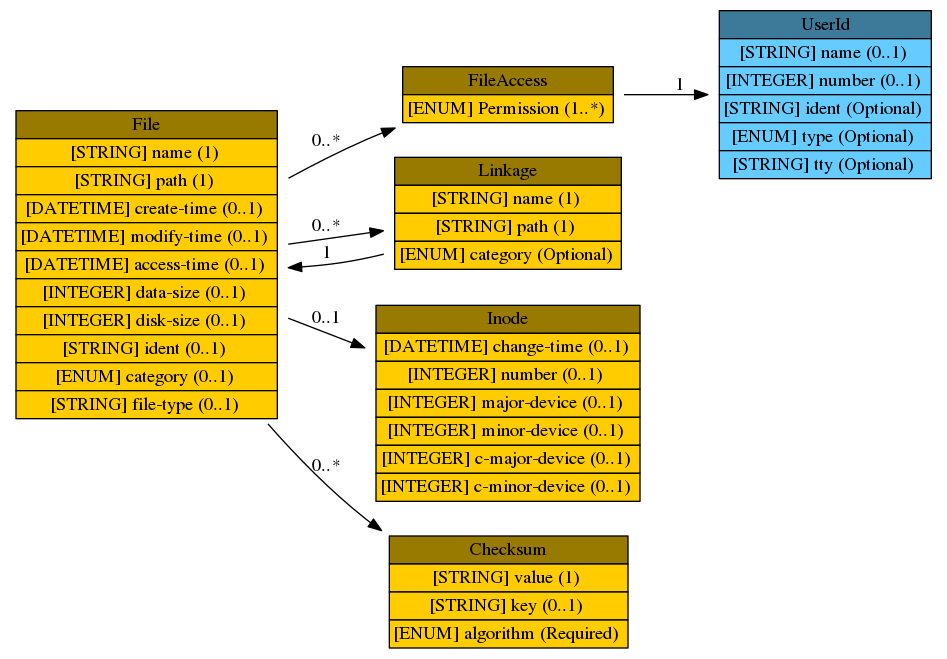 File
[STRING] name (1)
[STRING] path (1)
[DATETIME] create-time (0..1)
[DATETIME] modify-time (0..1)
[DATETIME] access-time (0..1)
[INTEGER] data-size (0..1)
[INTEGER] disk-size (0..1)
[STRING] ident (0..1)
[ENUM] category (0..1)
[STRING] file-type (0..1)
0..*
0..*
1
0..1
0..*
FileAccess
[ENUM] Permission (1..*)
1
Linkage
[STRING] name (1)
[STRING] path (1)
[ENUM] category (Optional)
Inode
[DATETIME] change-time (0..1)
[INTEGER] number (0..1)
[INTEGER] major-device (0..1)
[INTEGER] minor-device (0..1)
[INTEGER] c-major-device (0..1)
[INTEGER] c-minor-device (0..1)
Checksum
[STRING] value (1)
[STRING] key (0..1)
[ENUM] algorithm (Required)
UserId
[STRING] name (0..1)
[INTEGER] number (0..1)
[STRING] ident (Optional)
[ENUM] type (Optional)
[STRING] tty (Optional)